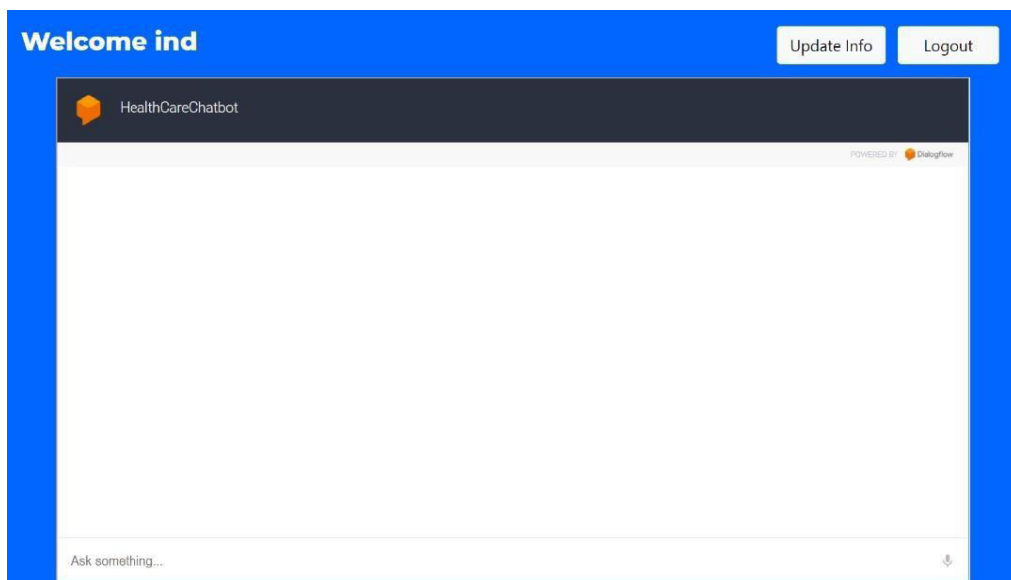 Welcome ind
Update Info
Logout
HealthCareChatbot
POWERED BY Dialogflow
Ask something...